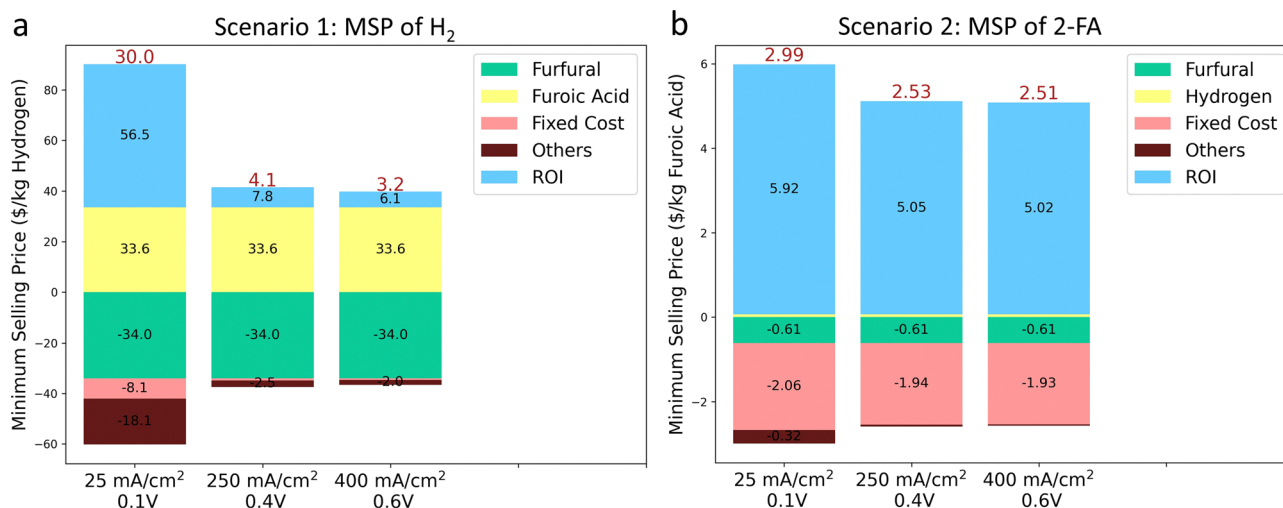 a
Scenario 1: MSP of H₂
Minimum Selling Price ($/kg Hydrogen)
80
60
40
20
0
−20
−40
−60
30.0
56.5
33.6
-34.0
-8.1
-18.1
4.1
7.8
33.6
-34.0
-2.5
3.2
6.1
33.6
-34.0
-2.0
Furfural
Furoic Acid
Fixed Cost
Others
ROI
25 mA/cm²
0.1V
250 mA/cm²
0.4V
400 mA/cm²
0.6V
b
Scenario 2: MSP of 2-FA
Minimum Selling Price ($/kg Furoic Acid)
6
4
2
0
−2
2.99
5.92
-0.61
-2.06
-0.32
2.53
5.05
-0.61
-1.94
2.51
5.02
-0.61
-1.93
Furfural
Hydrogen
Fixed Cost
Others
ROI
25 mA/cm²
0.1V
250 mA/cm²
0.4V
400 mA/cm²
0.6V